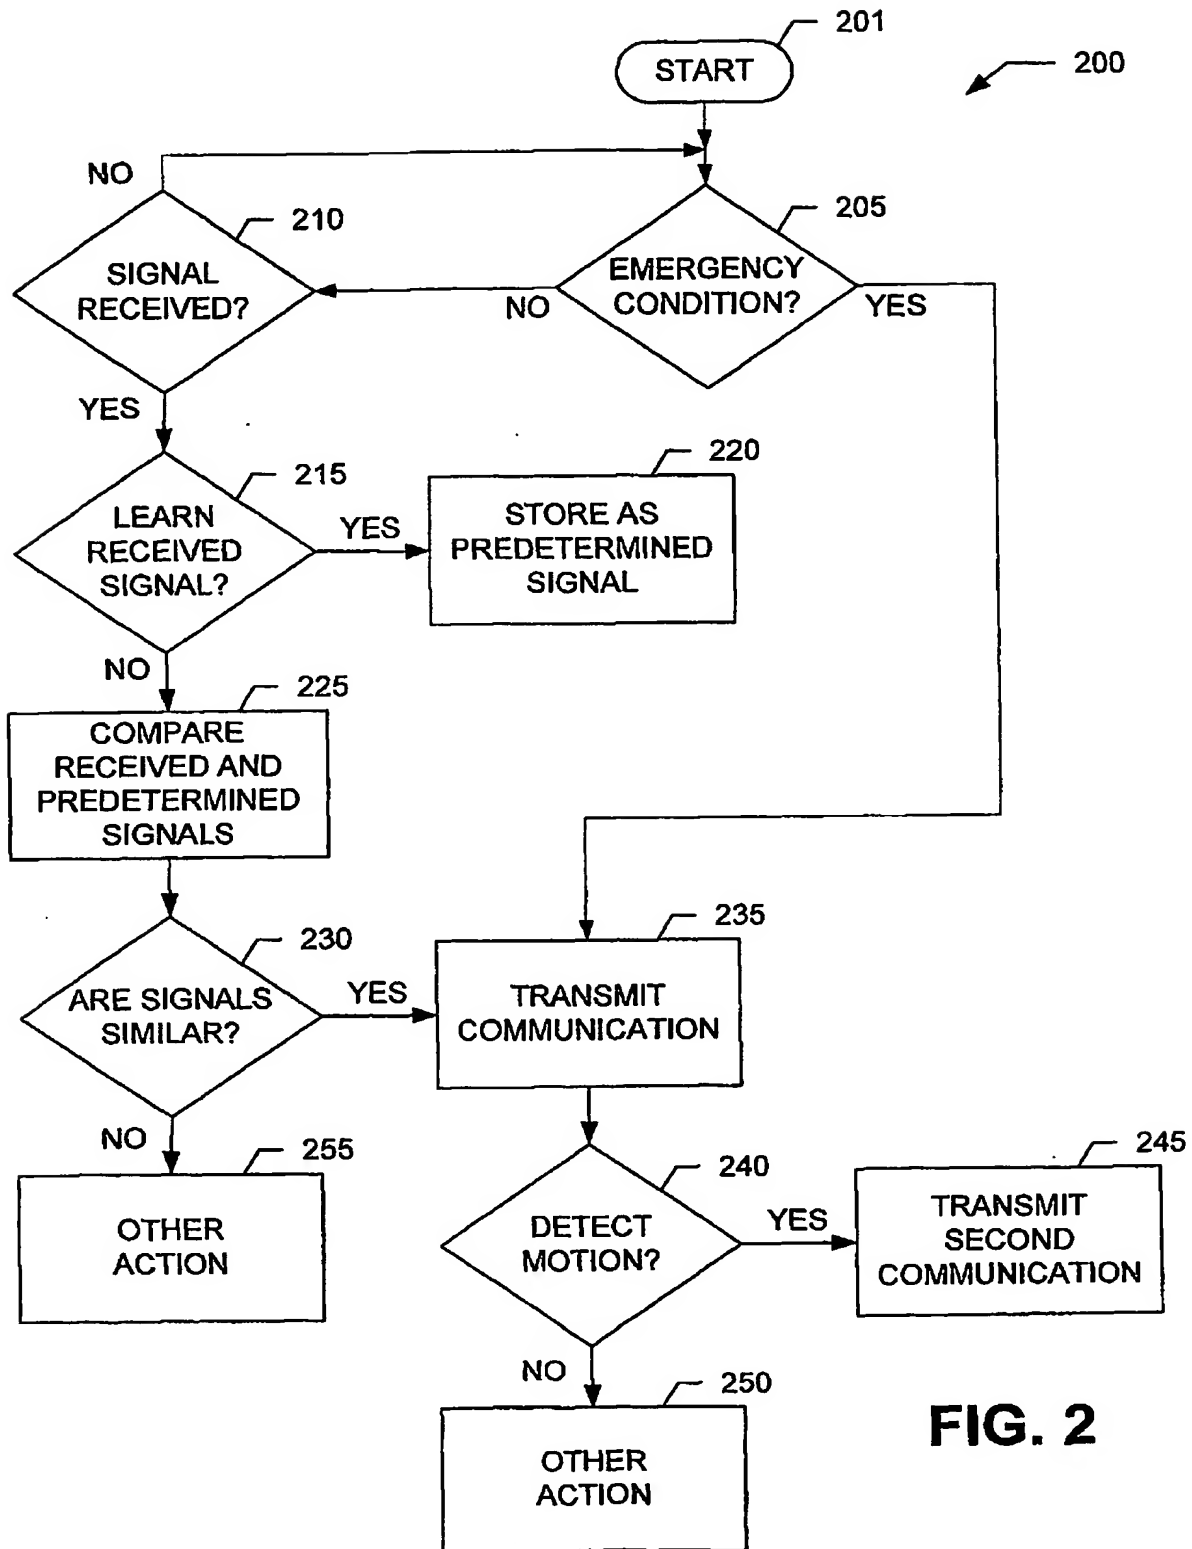 201
START
200
NO
210
205
SIGNAL
RECEIVED?
EMERGENCY
CONDITION?
NO
YES
YES
215
220
LEARN
RECEIVED
SIGNAL?
YES
STORE AS
PREDETERMINED
SIGNAL
NO
225
COMPARE
RECEIVED AND
PREDETERMINED
SIGNALS
230
235
ARE SIGNALS
SIMILAR?
YES
TRANSMIT
COMMUNICATION
NO
255
240
245
OTHER
ACTION
DETECT
MOTION?
YES
TRANSMIT
SECOND
COMMUNICATION
NO
250
OTHER
ACTION
FIG. 2